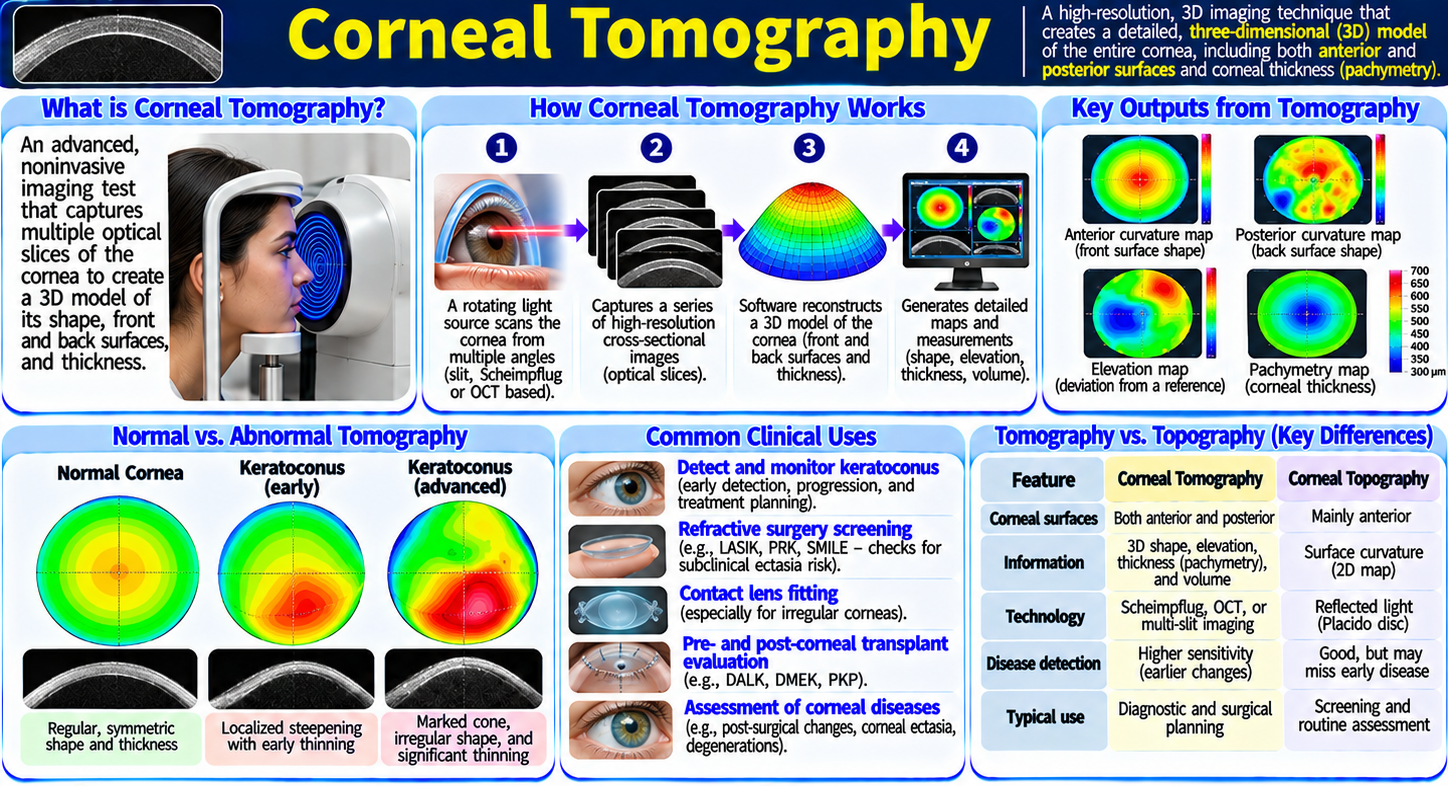 Corneal Tomography
A high-resolution, 3D imaging technique that
creates a detailed, three-dimensional (3D) model
of the entire cornea, including both anterior and
posterior surfaces and corneal thickness (pachymetry).
What is Corneal Tomography?
An advanced,
noninvasive
imaging test
that captures
multiple optical
slices of the
cornea to create
a 3D model of
its shape, front
and back surfaces,
and thickness.
How Corneal Tomography Works
1
A rotating light
source scans the
cornea from
multiple angles
(slit, Scheimpflug
or OCT based).
2
Captures a series
of high-resolution
cross-sectional
images
(optical slices).
3
Software reconstructs
a 3D model of the
cornea (front and
back surfaces and
thickness).
4
Generates detailed
maps and
measurements
(shape, elevation,
thickness, volume).
Key Outputs from Tomography
Anterior curvature map
(front surface shape)
Posterior curvature map
(back surface shape)
Elevation map
(deviation from a reference)
Pachymetry map
(corneal thickness)
700
650
600
550
500
450
400
350
300 μm
Normal vs. Abnormal Tomography
Normal Cornea
Regular, symmetric
shape and thickness
Keratoconus
(early)
Localized steepening
with early thinning
Keratoconus
(advanced)
Marked cone,
irregular shape, and
significant thinning
Common Clinical Uses
Detect and monitor keratoconus
(early detection, progression, and
treatment planning).
Refractive surgery screening
(e.g., LASIK, PRK, SMILE – checks for
subclinical ectasia risk).
Contact lens fitting
(especially for irregular corneas).
Pre- and post-corneal transplant
evaluation
(e.g., DALK, DMEK, PKP).
Assessment of corneal diseases
(e.g., post-surgical changes, corneal ectasia,
degenerations).
Tomography vs. Topography (Key Differences)
Feature
Corneal Tomography
Corneal Topography
Corneal surfaces
Both anterior and posterior
Mainly anterior
Information
3D shape, elevation,
thickness (pachymetry),
and volume
Surface curvature
(2D map)
Technology
Scheimpflug, OCT, or
multi-slit imaging
Reflected light
(Placido disc)
Disease detection
Higher sensitivity
(earlier changes)
Good, but may
miss early disease
Typical use
Diagnostic and surgical
planning
Screening and
routine assessment